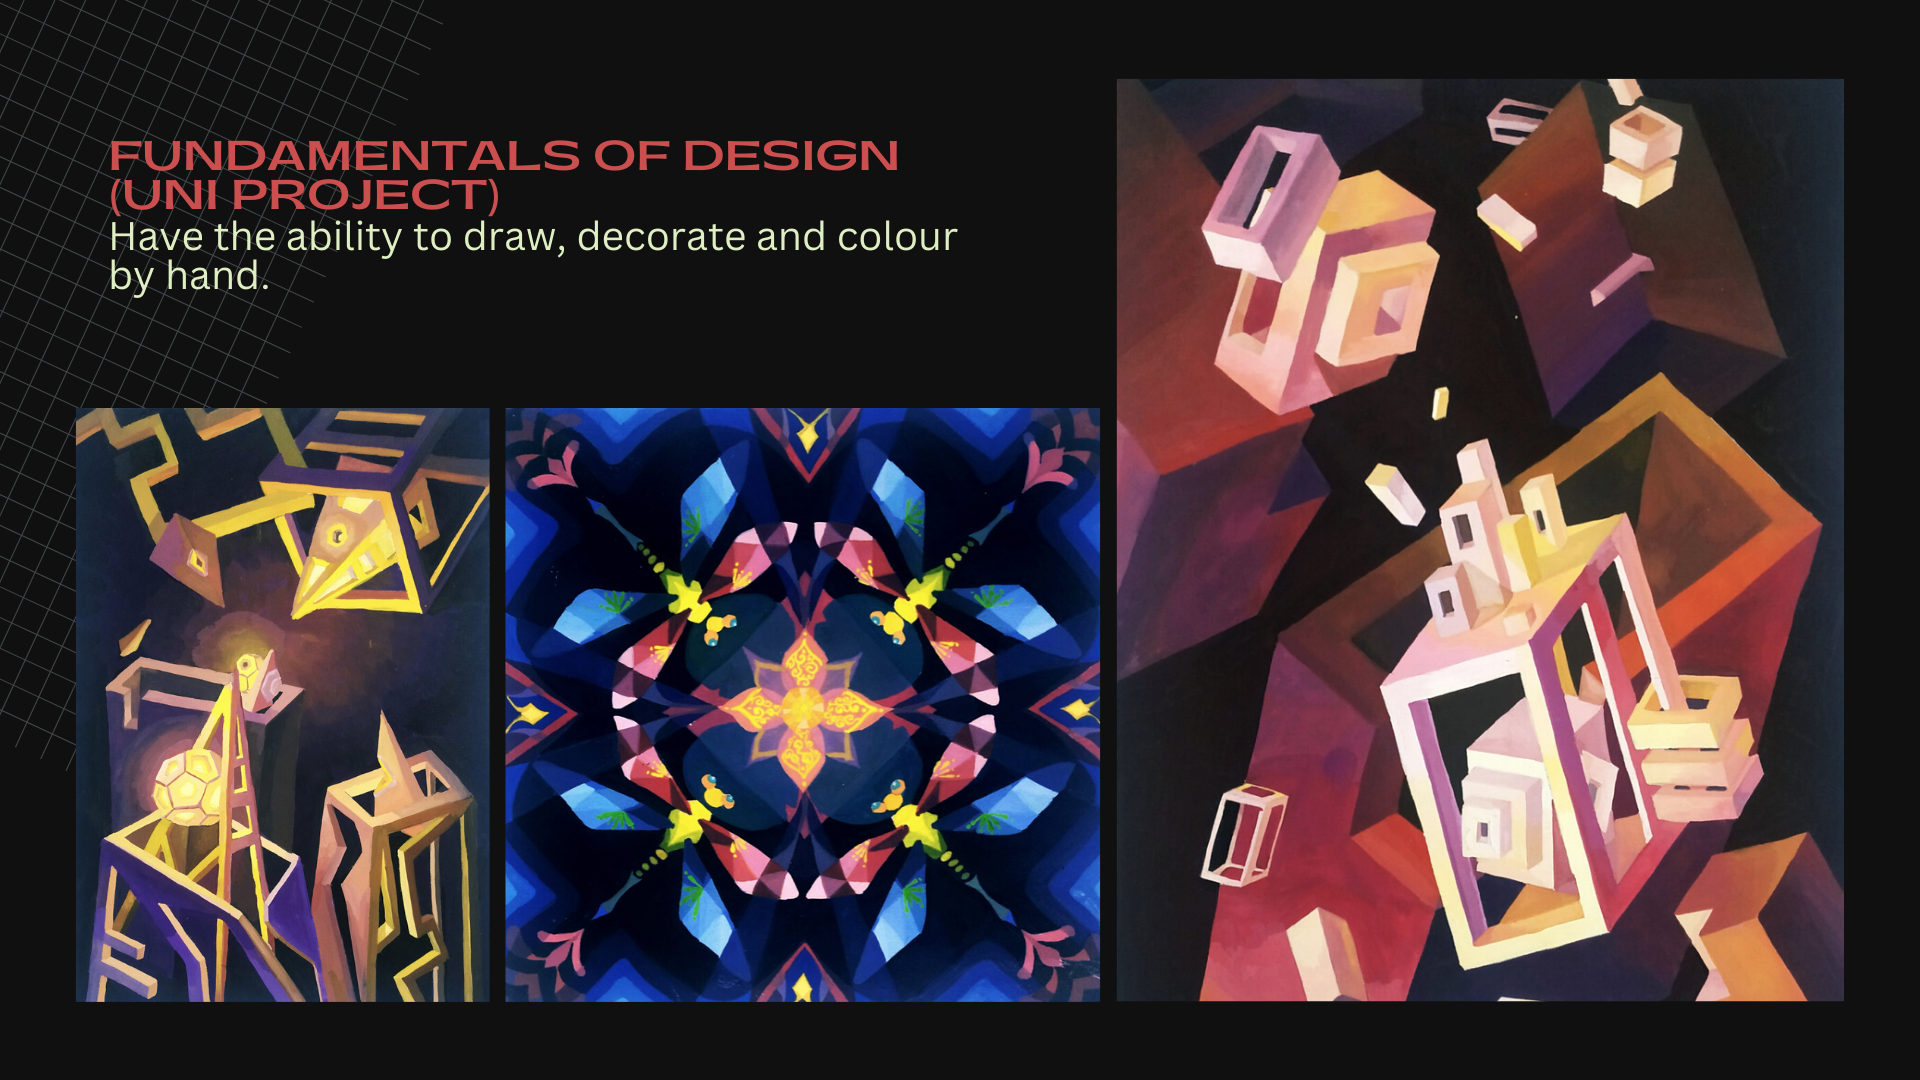 FUNDAMENTALS OF DESIGN
(UNI PROJECT)
Have the ability to draw, decorate and colour
by hand.